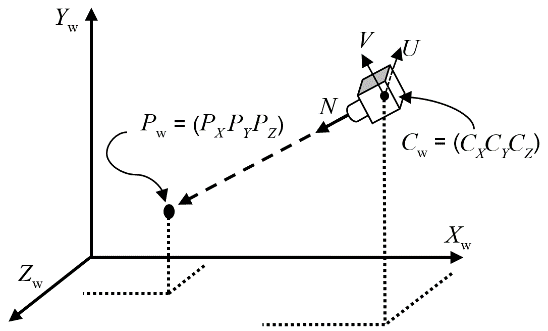 Yw
V
U
N
Pw = (PXPYPZ)
Cw = (CXCYCZ)
Xw
Zw